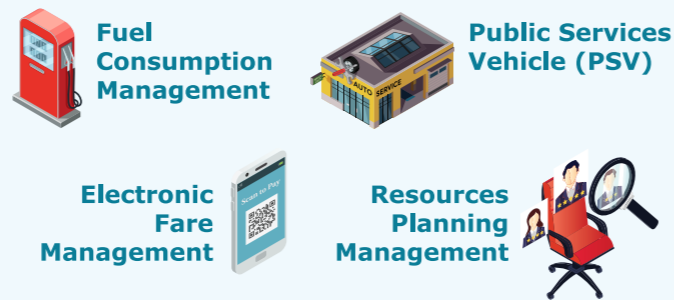 Fuel
Consumption
Management
Public Services
Vehicle (PSV)
AUTO SERVICE
Electronic
Fare
Management
Scan to Pay
Resources
Planning
Management